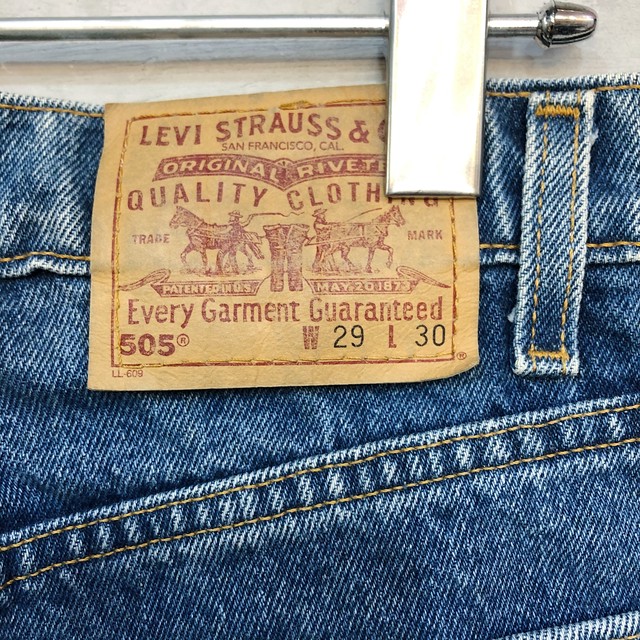 LEVI STRAUSS &
SAN FRANCISCO, CAL.
ORIGINAL RIVETE
QUALITY CLOTHING
TRADE MARK
PATENTED IN U.S. MAY 20 1873
Every Garment Guaranteed
505® W 29 L 30
LL-609 ®